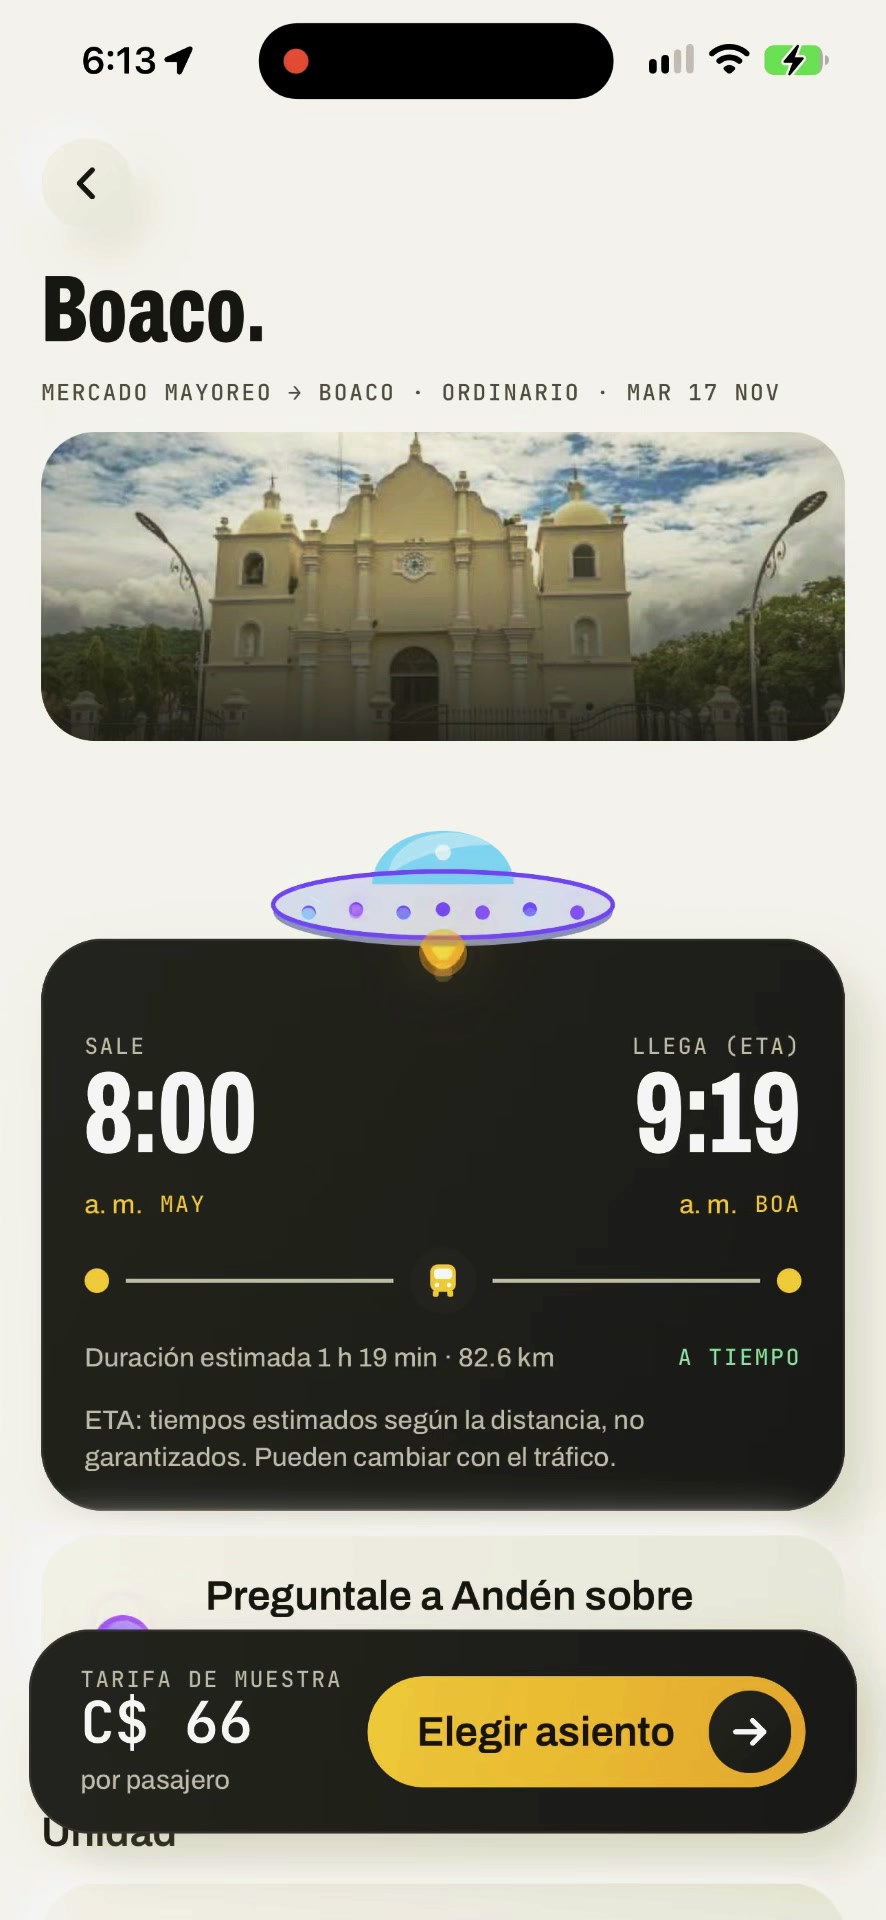 6:13
Boaco.
MERCADO MAYOREO → BOACO · ORDINARIO · MAR 17 NOV
SALE
LLEGA (ETA)
8:00
9:19
a. m. MAY
a. m. BOA
Duración estimada 1 h 19 min · 82.6 km
A TIEMPO
ETA: tiempos estimados según la distancia, no
garantizados. Pueden cambiar con el tráfico.
Preguntale a Andén sobre
TARIFA DE MUESTRA
C$ 66
por pasajero
Elegir asiento →
Unidad